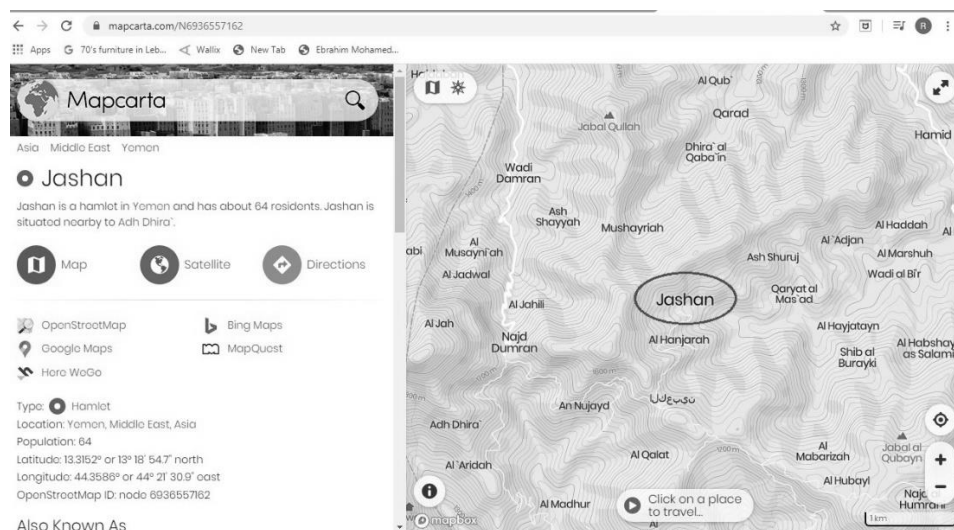 mapcarta.com/N6936557162
R
Apps G 70's furniture in Leb... Wallix New Tab Ebrahim Mohamed...
Mapcarta
Asia Middle East Yemen
Jashan
Jashan is a hamlet in Yemen and has about 64 residents. Jashan is
situated nearby to Adh Dhira`.
Map Satellite Directions
OpenStreetMap Bing Maps
Google Maps MapQuest
Here WeGo
Type: Hamlet
Location: Yemen, Middle East, Asia
Population: 64
Latitude: 13.3152° or 13° 18' 54.7" north
Longitude: 44.3586° or 44° 21' 30.9" east
OpenStreetMap ID: node 6936557162
Also Known As
Al Qub`
Jabal Qullah
Qarad
Hamid
Dhira` al
Qaba'in
Wadi
Damran
Ash
Shayyah
Mushayriah
Al Haddah
Al
Al `Adjan
abi
Al
Musayni`ah
Ash Shuruj
Al Marshuh
Al Jadwal
Wadi al Bi'r
Qaryat al
Mas`ad
Jashan
Al Jahili
Al Jah
Najd
Dumran
Al Hanjarah
Al Hayjatayn
Shib al
Burayki
Al Habshay
as Salami
An Nujayd
Adh Dhira`
Al `Aridah
Al Qalat
1200 m
Al
Mabarizah
Jabal al
Qubayn
Al Hubayl
Al Madhur
Click on a place
to travel...
Al
Humrani
1 km
mapbox